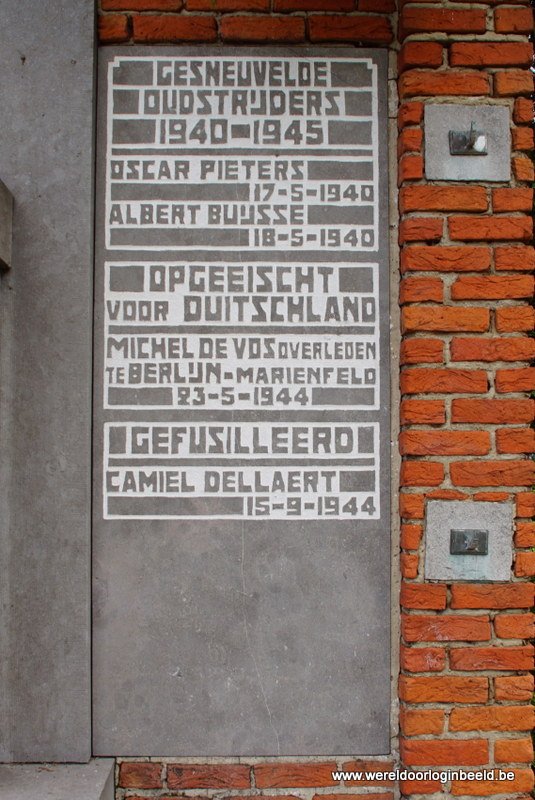 GESNEUVELDE
OUDSTRIJDERS
1940-1945
OSCAR PIETERS
17-5-1940
ALBERT BUIJSSE
18-5-1940
OPGEEISCHT
VOOR DUITSCHLAND
MICHEL DE VOS OVERLEDEN
TE BERLIJN-MARIENFELD
23-5-1944
GEFUSILLEERD
CAMIEL DELLAERT
15-9-1944
www.wereldoorloginbeeld.be